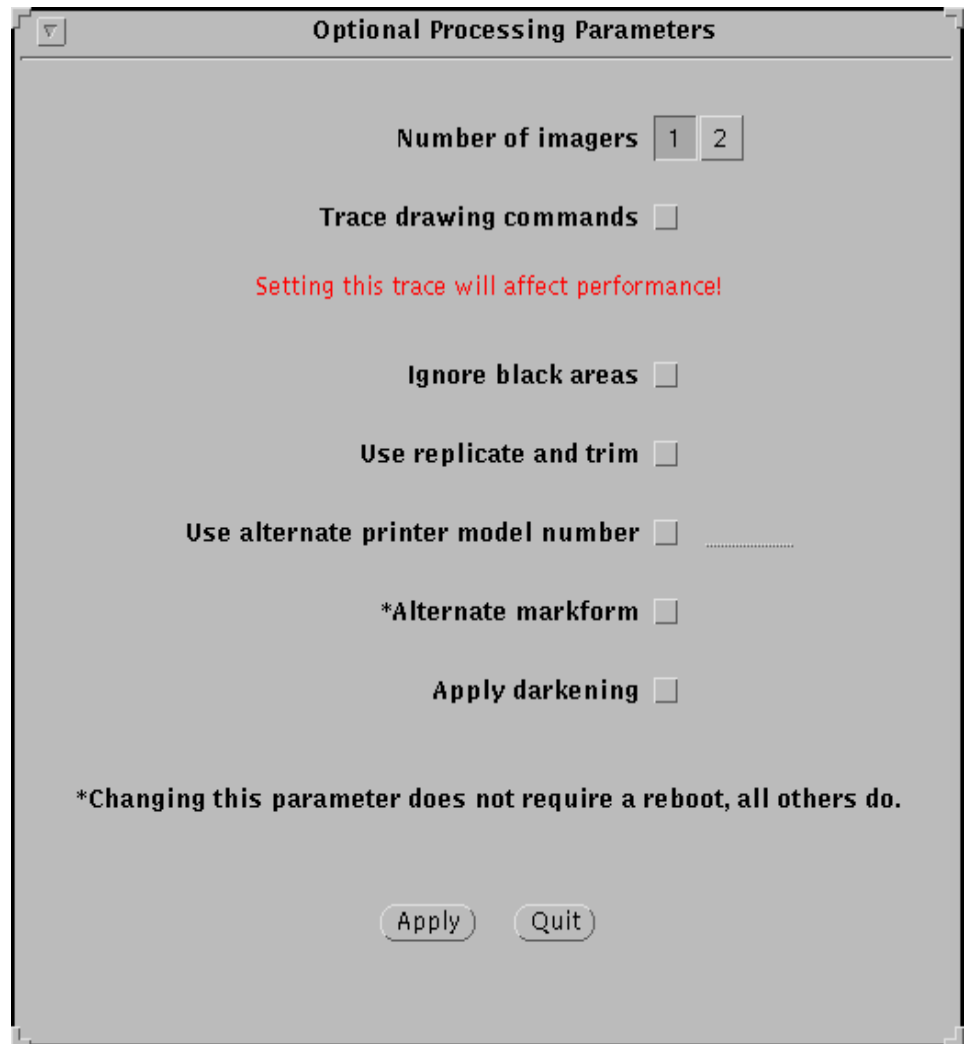 Optional Processing Parameters
Number of imagers 1 2
Trace drawing commands
Setting this trace will affect performance!
Ignore black areas
Use replicate and trim
Use alternate printer model number
*Alternate markform
Apply darkening
*Changing this parameter does not require a reboot, all others do.
Apply Quit